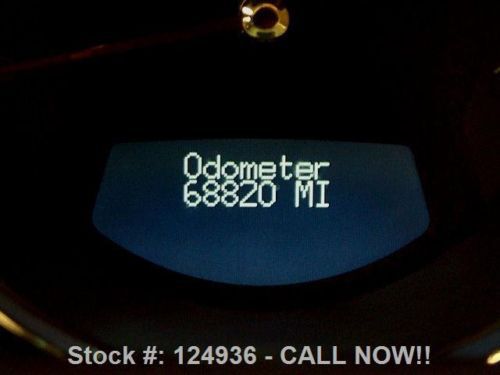 Odometer
68820 MI
Stock #: 124936 - CALL NOW!!